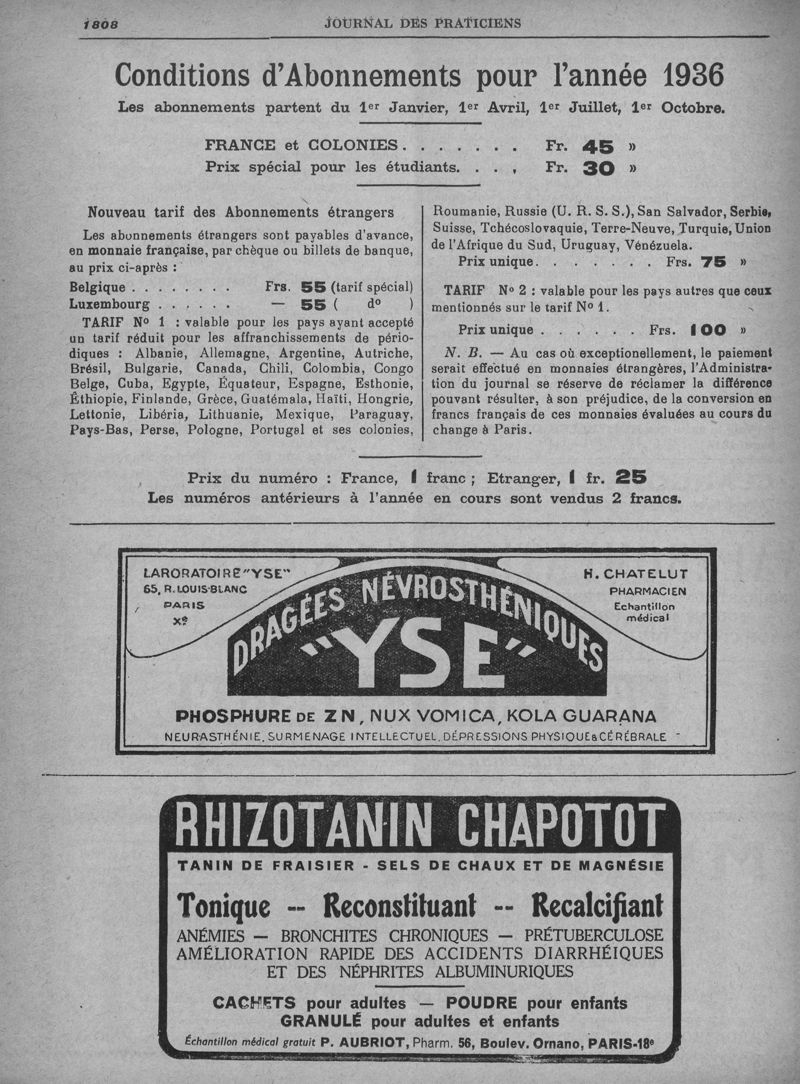 1808
JOURNAL DES PRATICIENS
Conditions d'Abonnements pour l'année 1936
Les abonnements partent du 1er Janvier, 1er Avril, 1er Juillet, 1er Octobre.
FRANCE et COLONIES. . . . . . . Fr. 45 »
Prix spécial pour les étudiants. . . , Fr. 30 »
Nouveau tarif des Abonnements étrangers
Les abonnements étrangers sont payables d'avance,
en monnaie française, par chèque ou billets de banque,
au prix ci-après :
Belgique . . . . . . . . Frs. 55 (tarif spécial)
Luxembourg . . . . . . — 55 ( do )
TARIF No 1 : valable pour les pays ayant accepté
un tarif réduit pour les affranchissements de pério-
diques : Albanie, Allemagne, Argentine, Autriche,
Brésil, Bulgarie, Canada, Chili, Colombia, Congo
Belge, Cuba, Egypte, Équateur, Espagne, Esthonie,
Éthiopie, Finlande, Grèce, Guatémala, Haïti, Hongrie,
Lettonie, Libéria, Lithuanie, Mexique, Paraguay,
Pays-Bas, Perse, Pologne, Portugal et ses colonies,
Roumanie, Russie (U. R. S. S.), San Salvador, Serbie,
Suisse, Tchécoslovaquie, Terre-Neuve, Turquie, Union
de l'Afrique du Sud, Uruguay, Vénézuela.
Prix unique. . . . . . . Frs. 75 »
TARIF No 2 : valable pour les pays autres que ceux
mentionnés sur le tarif No 1.
Prix unique . . . . . . Frs. 100 »
N. B. — Au cas où exceptionellement, le paiement
serait effectué en monnaies étrangères, l'Administra-
tion du journal se réserve de réclamer la différence
pouvant résulter, à son préjudice, de la conversion en
francs français de ces monnaies évaluées au cours du
change à Paris.
Prix du numéro : France, 1 franc ; Etranger, 1 fr. 25
Les numéros antérieurs à l'année en cours sont vendus 2 francs.
LARORATOIRE "YSE"
65, R. LOUIS-BLANC
PARIS
Xe
H. CHATELUT
PHARMACIEN
Echantillon
médical
DRAGÉES NÉVROSTHÉNIQUES
"YSE"
PHOSPHURE DE ZN, NUX VOMICA, KOLA GUARANA
NEURASTHÉNIE, SURMENAGE INTELLECTUEL, DÉPRESSIONS PHYSIQUE & CÉRÉBRALE
RHIZOTANIN CHAPOTOT
TANIN DE FRAISIER - SELS DE CHAUX ET DE MAGNÉSIE
Tonique -- Reconstituant -- Recalcifiant
ANÉMIES — BRONCHITES CHRONIQUES — PRÉTUBERCULOSE
AMÉLIORATION RAPIDE DES ACCIDENTS DIARRHÉIQUES
ET DES NÉPHRITES ALBUMINURIQUES
CACHETS pour adultes — POUDRE pour enfants
GRANULÉ pour adultes et enfants
Échantillon médical gratuit P. AUBRIOT, Pharm. 56, Boulev. Ornano, PARIS-18e